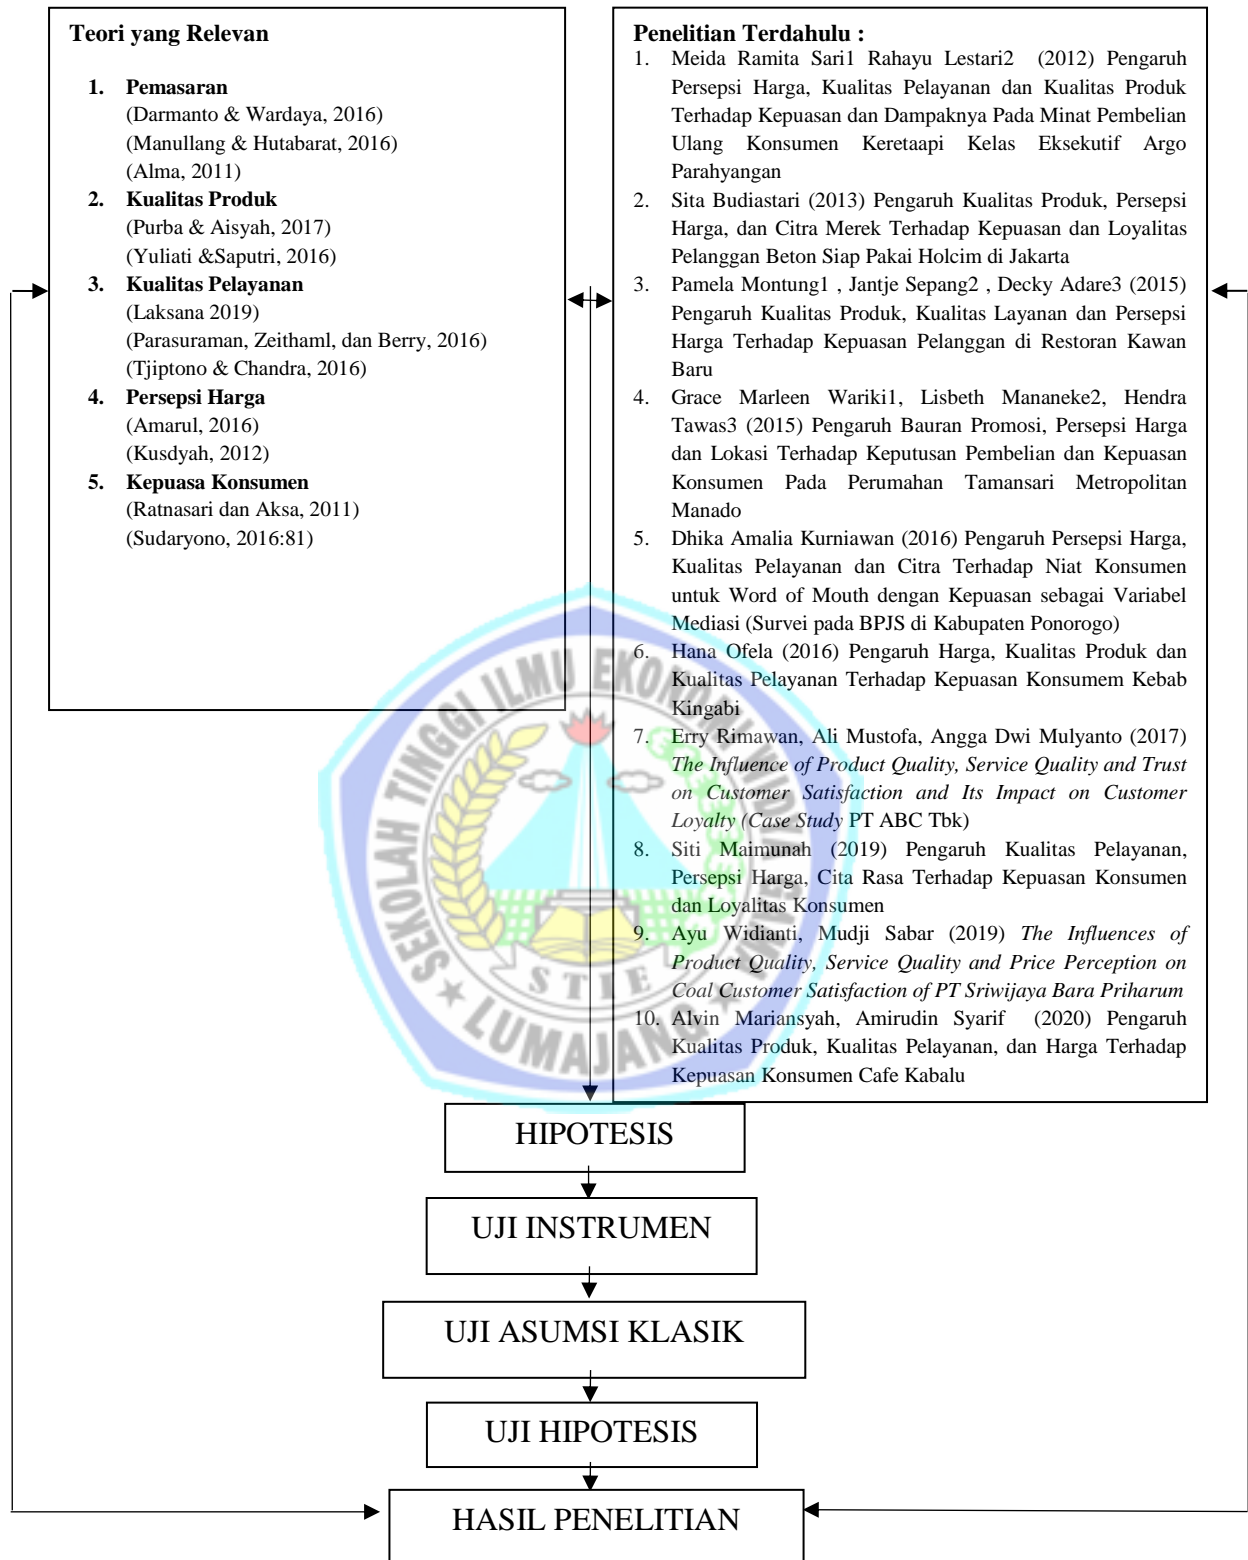 Teori yang Relevan
1. Pemasaran
(Darmanto & Wardaya, 2016)
(Manullang & Hutabarat, 2016)
(Alma, 2011)
2. Kualitas Produk
(Purba & Aisyah, 2017)
(Yuliati &Saputri, 2016)
3. Kualitas Pelayanan
(Laksana 2019)
(Parasuraman, Zeithaml, dan Berry, 2016)
(Tjiptono & Chandra, 2016)
4. Persepsi Harga
(Amarul, 2016)
(Kusdyah, 2012)
5. Kepuasa Konsumen
(Ratnasari dan Aksa, 2011)
(Sudaryono, 2016:81)
Penelitian Terdahulu :
1. Meida Ramita Sari1 Rahayu Lestari2 (2012) Pengaruh
Persepsi Harga, Kualitas Pelayanan dan Kualitas Produk
Terhadap Kepuasan dan Dampaknya Pada Minat Pembelian
Ulang Konsumen Keretaapi Kelas Eksekutif Argo
Parahyangan
2. Sita Budiastari (2013) Pengaruh Kualitas Produk, Persepsi
Harga, dan Citra Merek Terhadap Kepuasan dan Loyalitas
Pelanggan Beton Siap Pakai Holcim di Jakarta
3. Pamela Montung1 , Jantje Sepang2 , Decky Adare3 (2015)
Pengaruh Kualitas Produk, Kualitas Layanan dan Persepsi
Harga Terhadap Kepuasan Pelanggan di Restoran Kawan
Baru
4. Grace Marleen Wariki1, Lisbeth Mananeke2, Hendra
Tawas3 (2015) Pengaruh Bauran Promosi, Persepsi Harga
dan Lokasi Terhadap Keputusan Pembelian dan Kepuasan
Konsumen Pada Perumahan Tamansari Metropolitan
Manado
5. Dhika Amalia Kurniawan (2016) Pengaruh Persepsi Harga,
Kualitas Pelayanan dan Citra Terhadap Niat Konsumen
untuk Word of Mouth dengan Kepuasan sebagai Variabel
Mediasi (Survei pada BPJS di Kabupaten Ponorogo)
6. Hana Ofela (2016) Pengaruh Harga, Kualitas Produk dan
Kualitas Pelayanan Terhadap Kepuasan Konsumem Kebab
Kingabi
7. Erry Rimawan, Ali Mustofa, Angga Dwi Mulyanto (2017)
The Influence of Product Quality, Service Quality and Trust
on Customer Satisfaction and Its Impact on Customer
Loyalty (Case Study PT ABC Tbk)
8. Siti Maimunah (2019) Pengaruh Kualitas Pelayanan,
Persepsi Harga, Cita Rasa Terhadap Kepuasan Konsumen
dan Loyalitas Konsumen
9. Ayu Widianti, Mudji Sabar (2019) The Influences of
Product Quality, Service Quality and Price Perception on
Coal Customer Satisfaction of PT Sriwijaya Bara Priharum
10. Alvin Mariansyah, Amirudin Syarif (2020) Pengaruh
Kualitas Produk, Kualitas Pelayanan, dan Harga Terhadap
Kepuasan Konsumen Cafe Kabalu
SEKOLAH TINGGI ILMU EKONOMI WIDYA GAMA
STIE
LUMAJANG
HIPOTESIS
UJI INSTRUMEN
UJI ASUMSI KLASIK
UJI HIPOTESIS
HASIL PENELITIAN